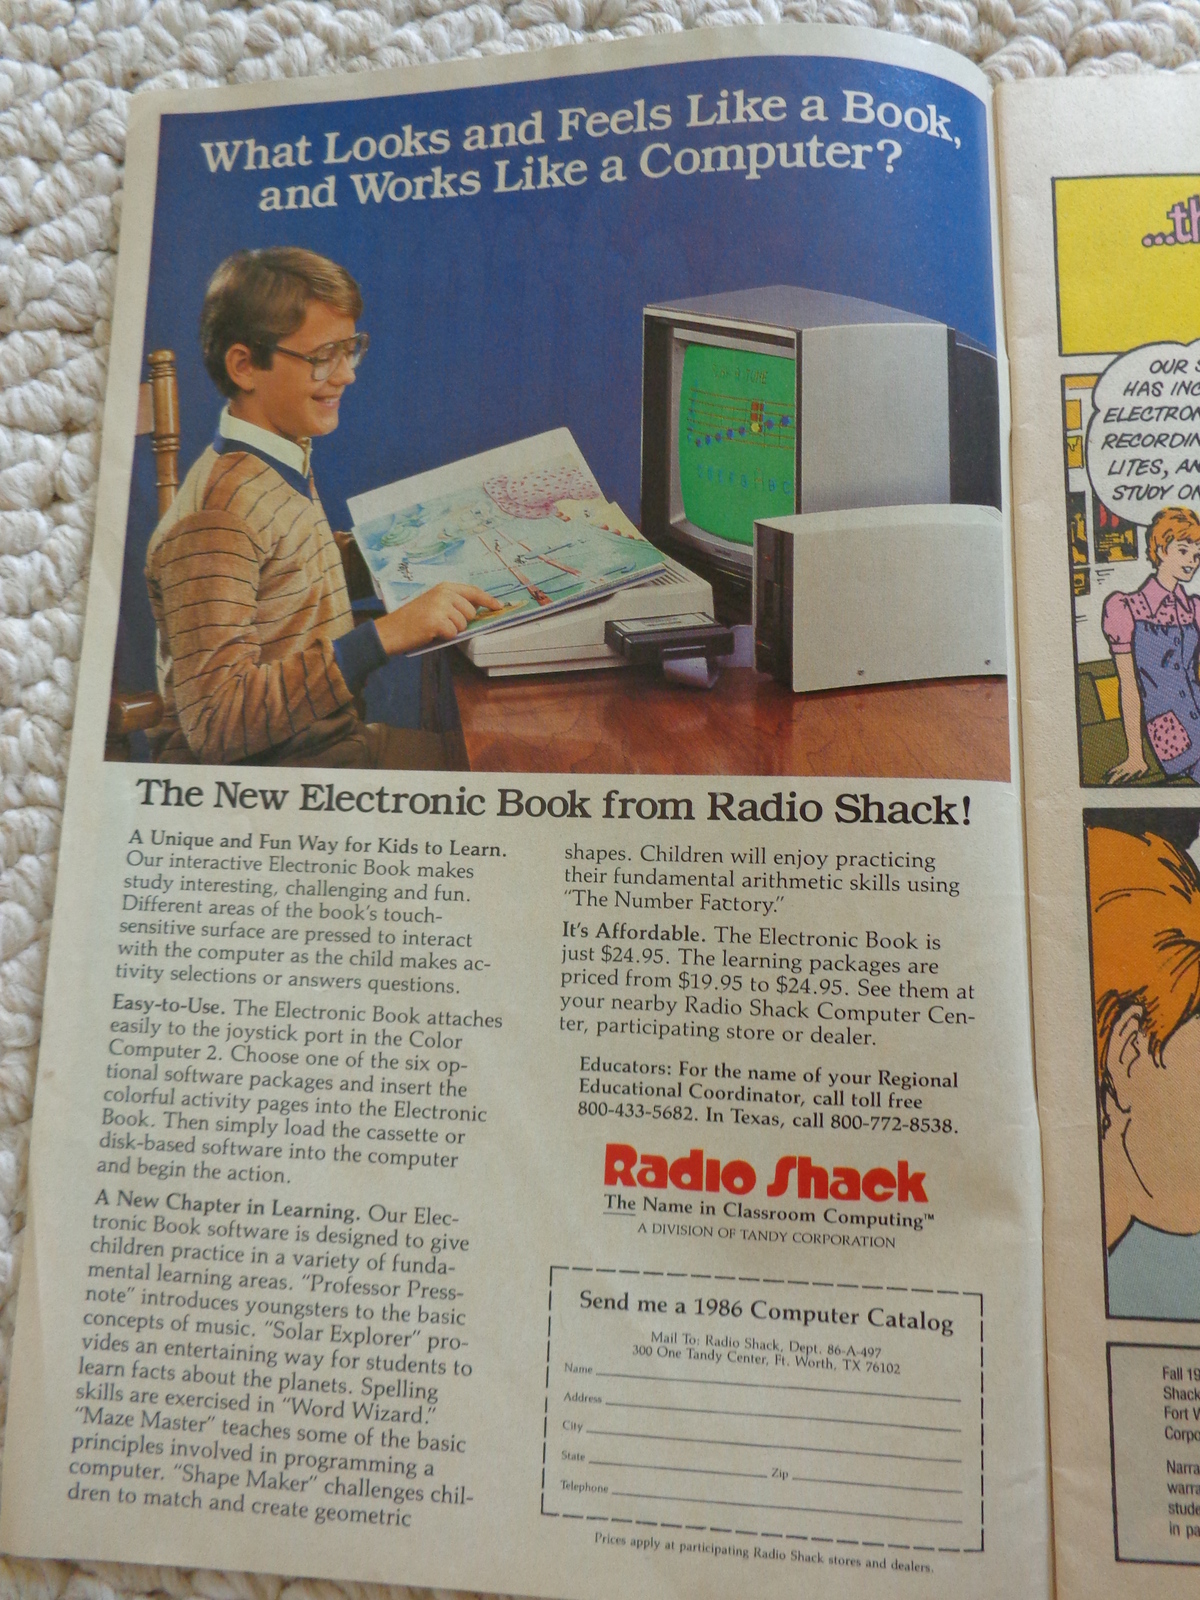 What Looks and Feels Like a Book,
and Works Like a Computer?
The New Electronic Book from Radio Shack!
A Unique and Fun Way for Kids to Learn.
Our interactive Electronic Book makes
study interesting, challenging and fun.
Different areas of the book's touch-
sensitive surface are pressed to interact
with the computer as the child makes ac-
tivity selections or answers questions.
Easy-to-Use. The Electronic Book attaches
easily to the joystick port in the Color
Computer 2. Choose one of the six op-
tional software packages and insert the
colorful activity pages into the Electronic
Book. Then simply load the cassette or
disk-based software into the computer
and begin the action.
A New Chapter in Learning. Our Elec-
tronic Book software is designed to give
children practice in a variety of funda-
mental learning areas. "Professor Press-
note" introduces youngsters to the basic
concepts of music. "Solar Explorer" pro-
vides an entertaining way for students to
learn facts about the planets. Spelling
skills are exercised in "Word Wizard."
"Maze Master" teaches some of the basic
principles involved in programming a
computer. "Shape Maker" challenges chil-
dren to match and create geometric
shapes. Children will enjoy practicing
their fundamental arithmetic skills using
"The Number Factory."
It's Affordable. The Electronic Book is
just $24.95. The learning packages are
priced from $19.95 to $24.95. See them at
your nearby Radio Shack Computer Cen-
ter, participating store or dealer.
Educators: For the name of your Regional
Educational Coordinator, call toll free
800-433-5682. In Texas, call 800-772-8538.
Radio Shack
The Name in Classroom Computing™
A DIVISION OF TANDY CORPORATION
Send me a 1986 Computer Catalog
Mail To: Radio Shack, Dept. 86-A-497
300 One Tandy Center, Ft. Worth, TX 76102
Name
Address
City
State Zip
Telephone
Prices apply at participating Radio Shack stores and dealers.
...th
OUR S
HAS INC
ELECTRON
RECORDIN
LITES, AN
STUDY ON
Fall 19
Shack
Fort W
Corpo
Narra
warra
stude
in pa